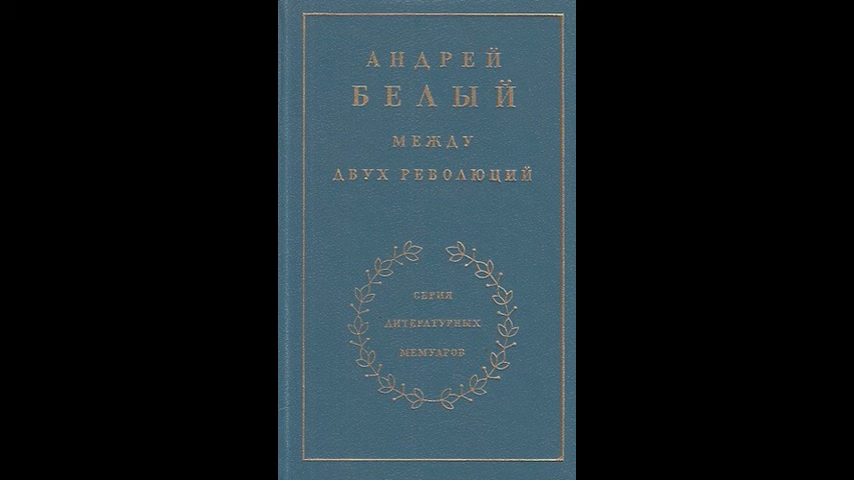 АНДРЕЙ
БЕЛЫЙ
МЕЖДУ
ДВУХ РЕВОЛЮЦИЙ
СЕРИЯ
ЛИТЕРАТУРНЫХ
МЕМУАРОВ